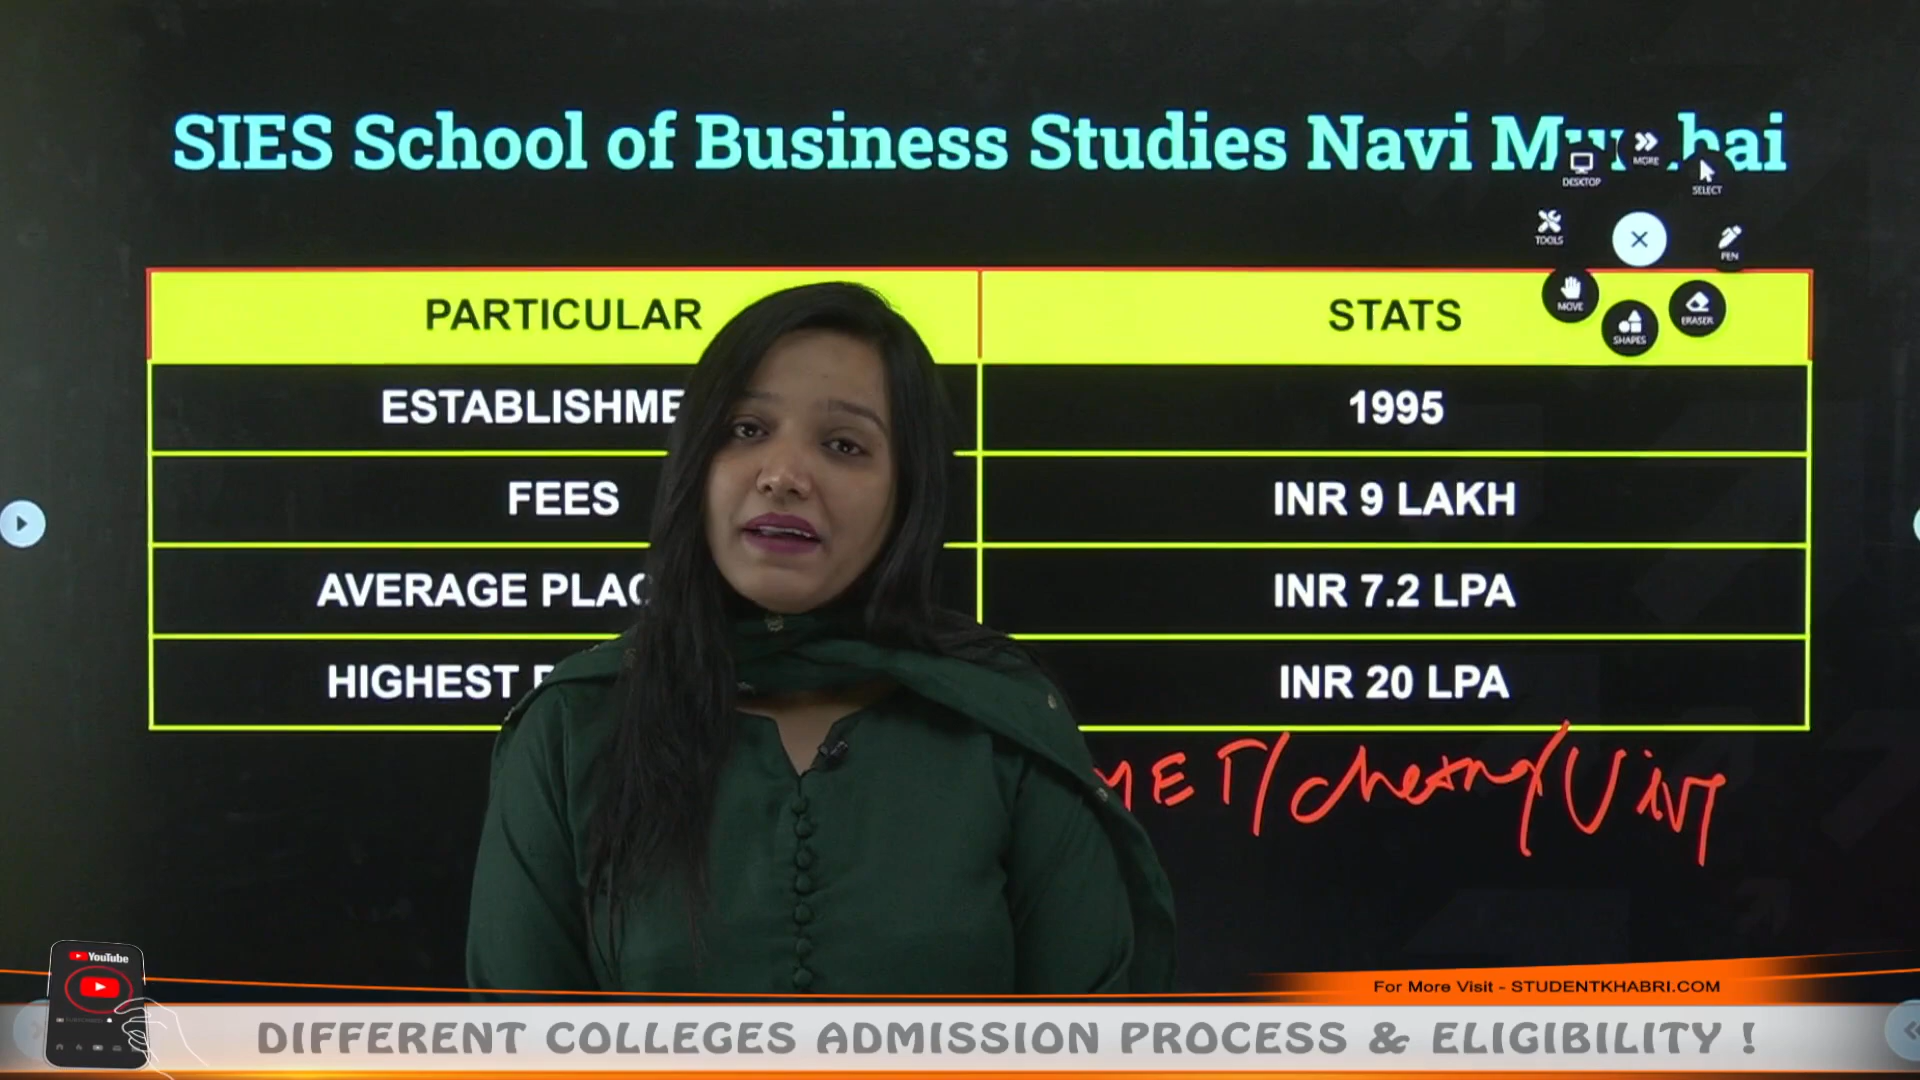 SIES School of Business Studies Navi Mumbai
MORE
DESKTOP
SELECT
TOOLS
PEN
MOVE
SHAPES
ERASER
PARTICULAR STATS
ESTABLISHME 1995
FEES INR 9 LAKH
AVERAGE PLAC INR 7.2 LPA
HIGHEST INR 20 LPA
MET/
YouTube
For More Visit - STUDENTKHABRI.COM
DIFFERENT COLLEGES ADMISSION PROCESS & ELIGIBILITY !